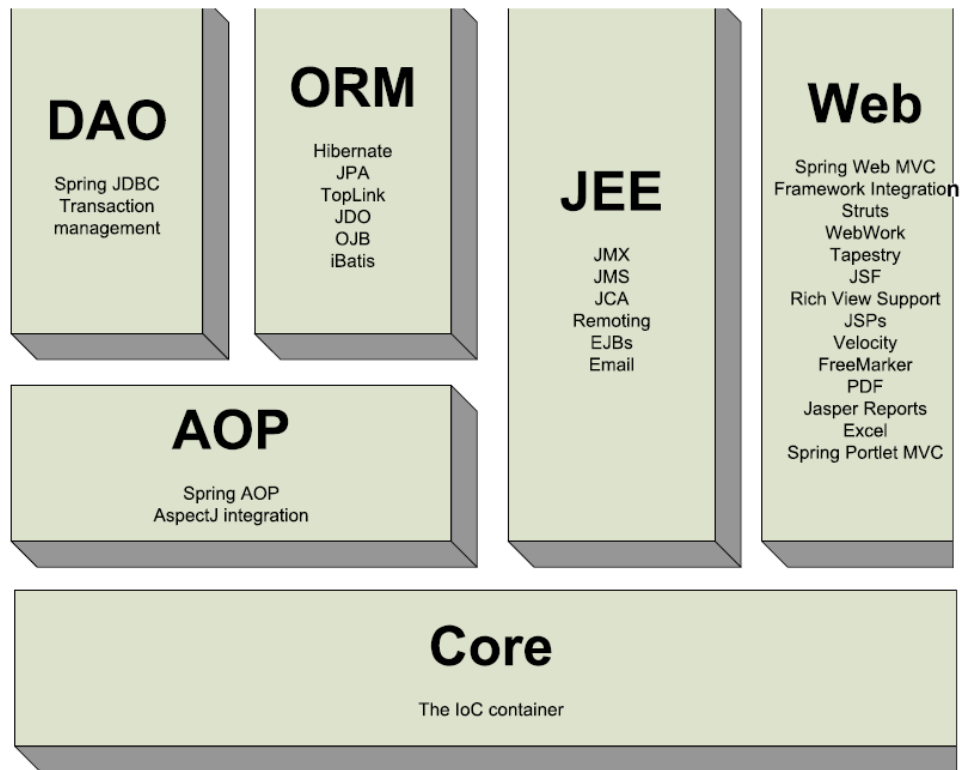 DAO
Spring JDBC
Transaction
management
ORM
Hibernate
JPA
TopLink
JDO
OJB
iBatis
JEE
JMX
JMS
JCA
Remoting
EJBs
Email
Web
Spring Web MVC
Framework Integration
Struts
WebWork
Tapestry
JSF
Rich View Support
JSPs
Velocity
FreeMarker
PDF
Jasper Reports
Excel
Spring Portlet MVC
AOP
Spring AOP
AspectJ integration
Core
The IoC container